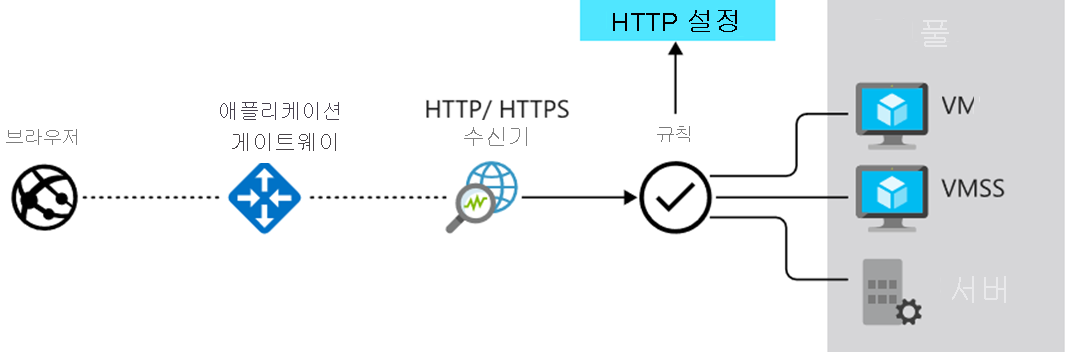 HTTP 설정
풀
애플리케이션
게이트웨이
HTTP/ HTTPS
수신기
브라우저
규칙
VM
VMSS
서버